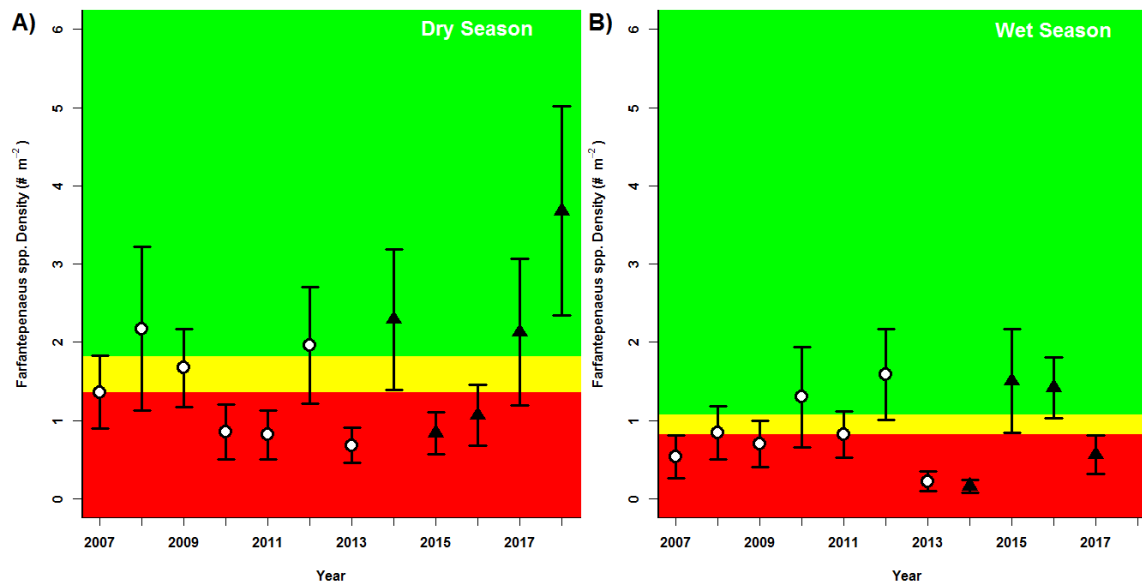 A)
Dry Season
Farfantepenaeus spp. Density (# m⁻²)
6
5
4
3
2
1
0
2007 2009 2011 2013 2015 2017
Year
B)
Wet Season
Farfantepenaeus spp. Density (# m⁻²)
6
5
4
3
2
1
0
2007 2009 2011 2013 2015 2017
Year